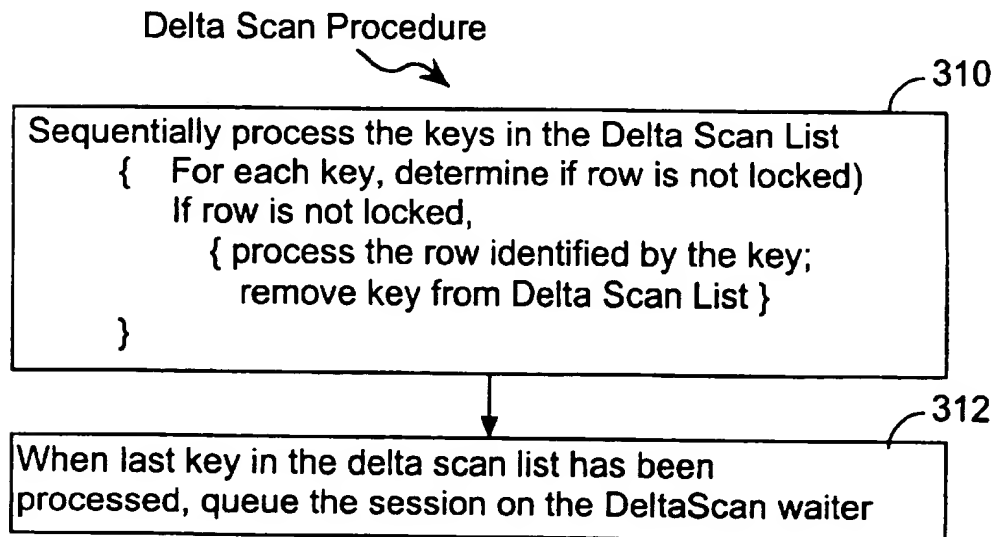 Delta Scan Procedure
310
Sequentially process the keys in the Delta Scan List
{ For each key, determine if row is not locked)
If row is not locked,
{ process the row identified by the key;
remove key from Delta Scan List }
}
312
When last key in the delta scan list has been
processed, queue the session on the DeltaScan waiter